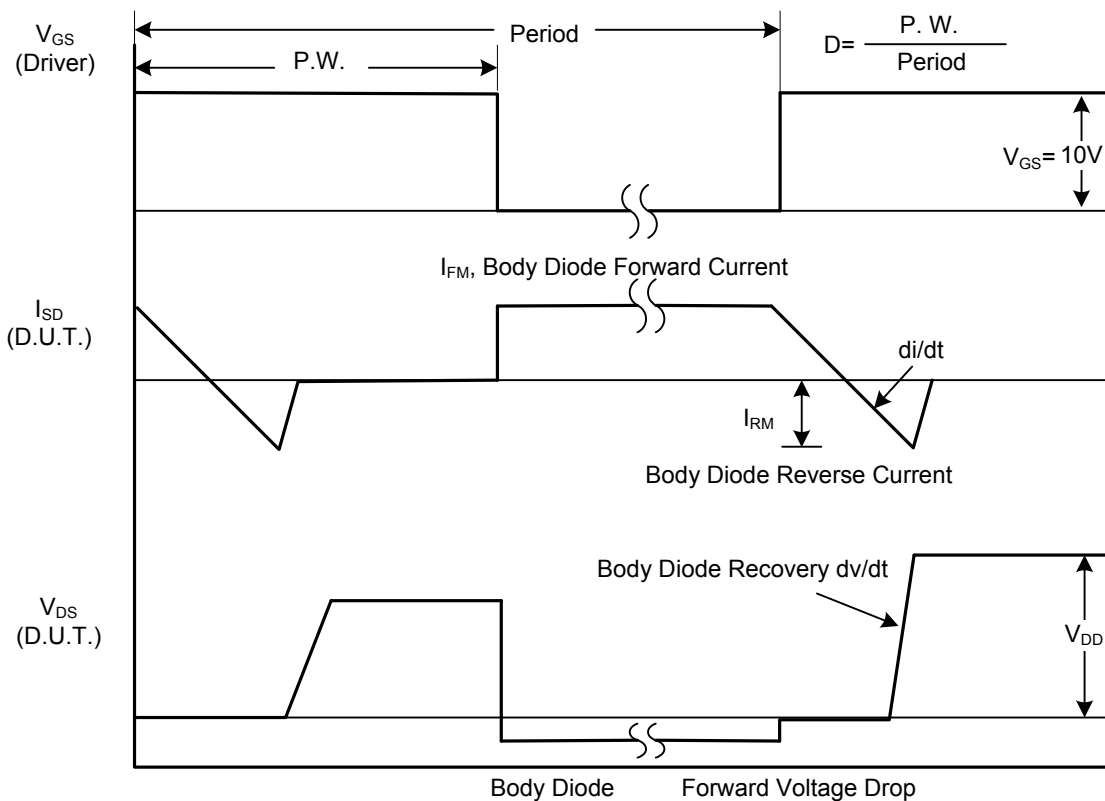 V_GS
(Driver)
Period
P.W.
D= P. W.
Period
V_GS= 10V
I_FM, Body Diode Forward Current
I_SD
(D.U.T.)
di/dt
I_RM
Body Diode Reverse Current
Body Diode Recovery dv/dt
V_DS
(D.U.T.)
V_DD
Body Diode Forward Voltage Drop